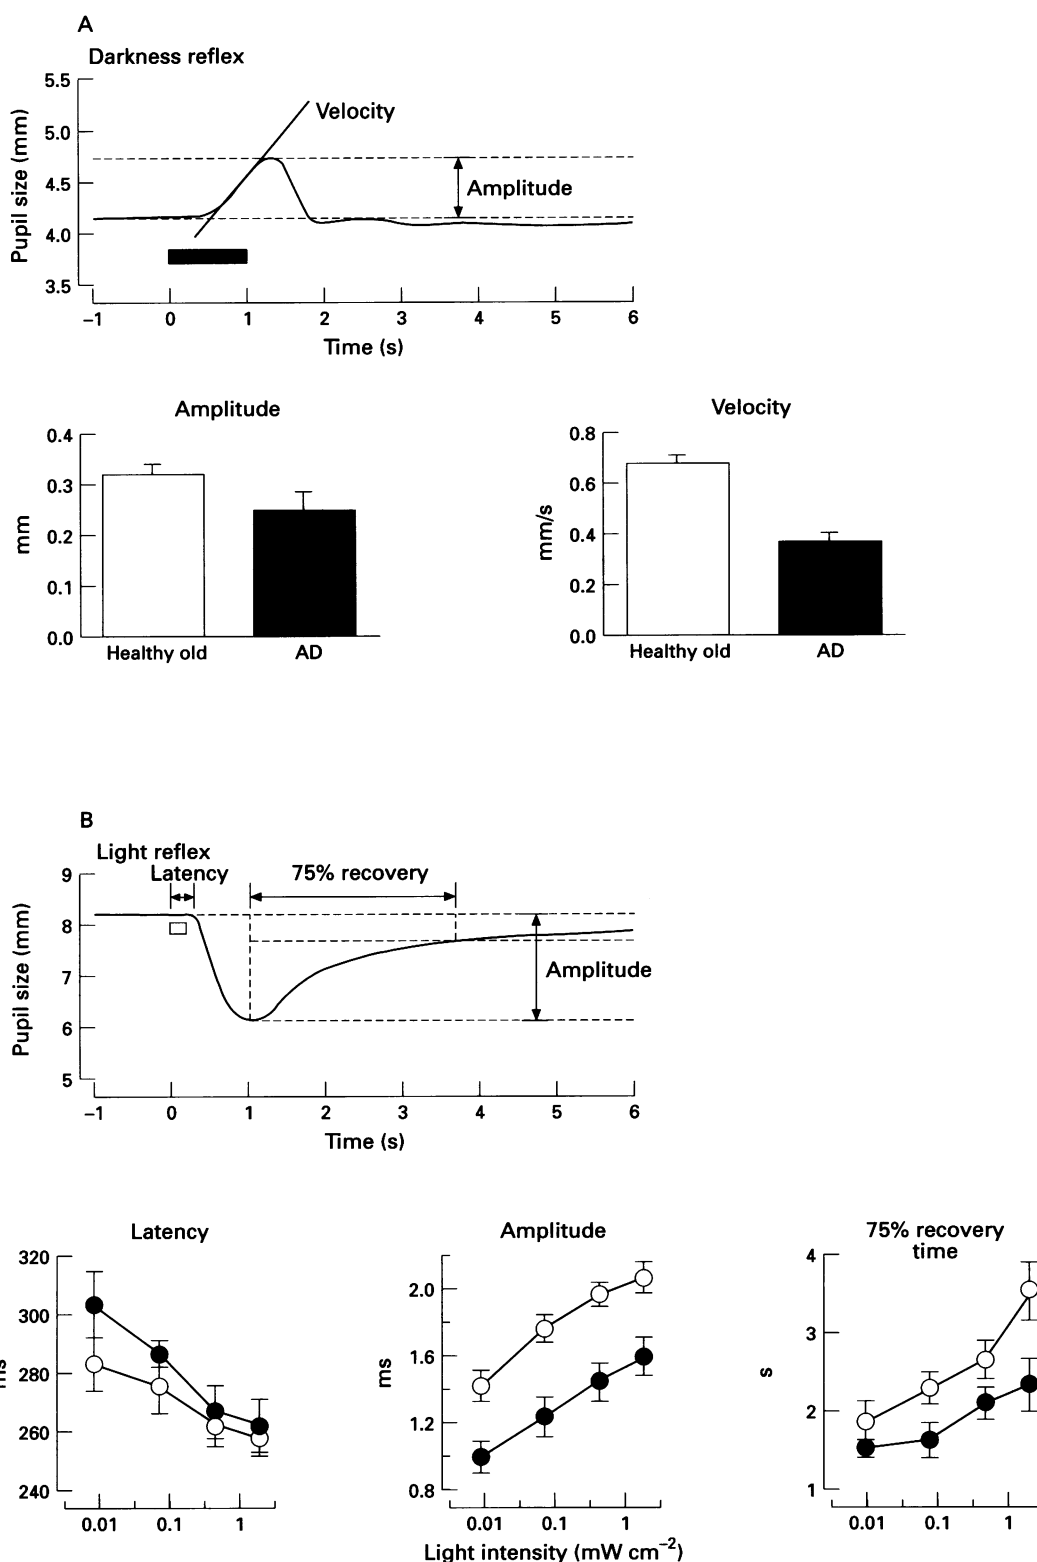 A
Darkness reflex
5.5
5.0
4.5
4.0
3.5
Pupil size (mm)
Velocity
Amplitude
–1 0 1 2 3 4 5 6
Time (s)
Amplitude
0.4
0.3
0.2
0.1
0.0
mm
Healthy old AD
Velocity
0.8
0.6
0.4
0.2
0.0
mm/s
Healthy old AD
B
Light reflex
Latency 75% recovery
9
8
7
6
5
Pupil size (mm)
Amplitude
–1 0 1 2 3 4 5 6
Time (s)
Latency
320
300
280
260
240
ms
0.01 0.1 1
Amplitude
2.0
1.6
1.2
0.8
ms
0.01 0.1 1
Light intensity (mW cm⁻²)
75% recovery
time
4
3
2
1
s
0.01 0.1 1